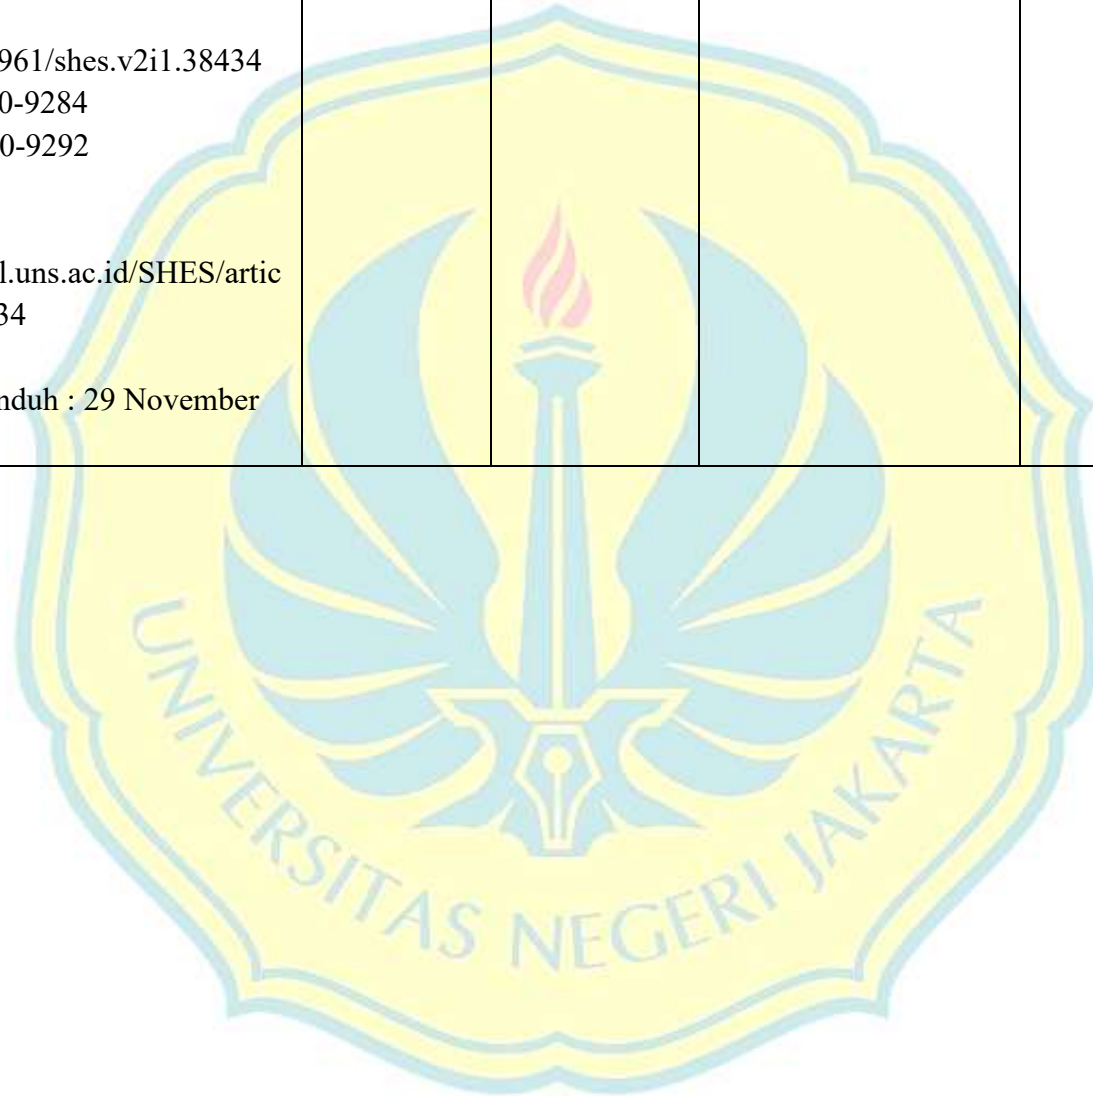 961/shes.v2i1.38434
0-9284
0-9292
l.uns.ac.id/SHES/artic
34
nduh : 29 November
UNIVERSITAS NEGERI JAKARTA